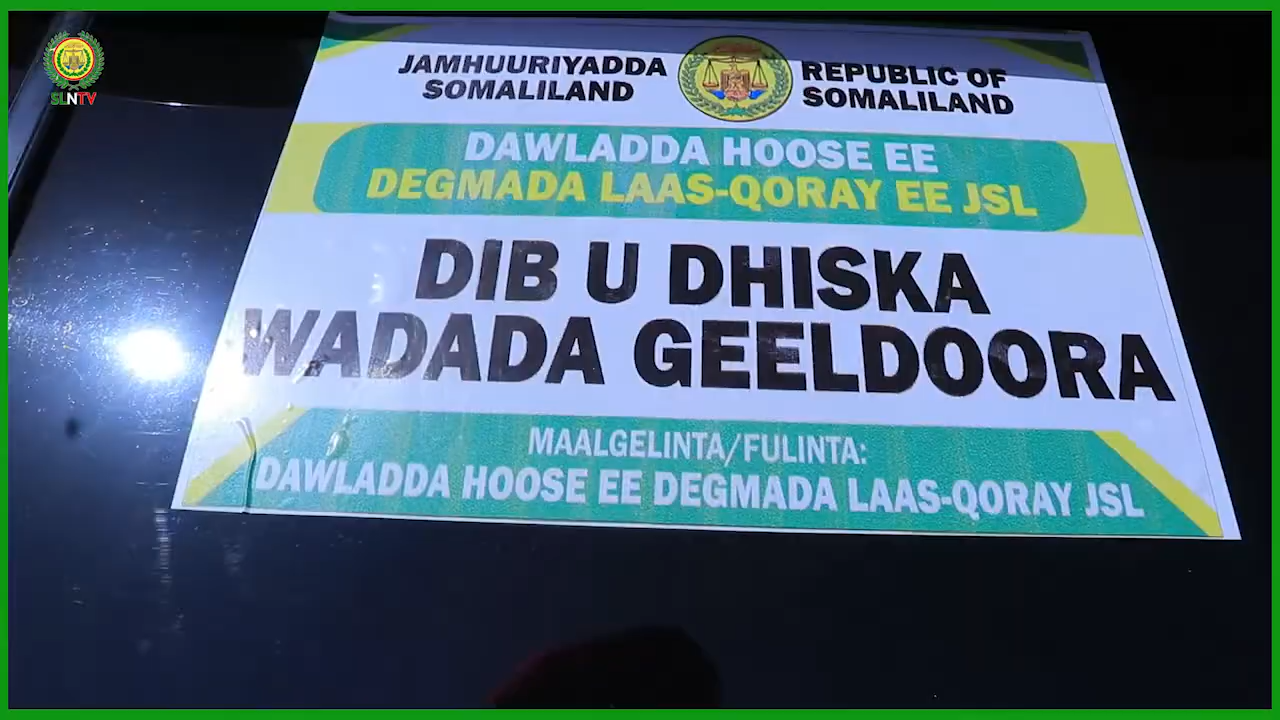 SLNTV
JAMHUURIYADDA
SOMALILAND
REPUBLIC OF
SOMALILAND
DAWLADDA HOOSE EE
DEGMADA LAAS-QORAY EE JSL
DIB U DHISKA
WADADA GEELDOORA
MAALGELINTA/FULINTA:
DAWLADDA HOOSE EE DEGMADA LAAS-QORAY JSL